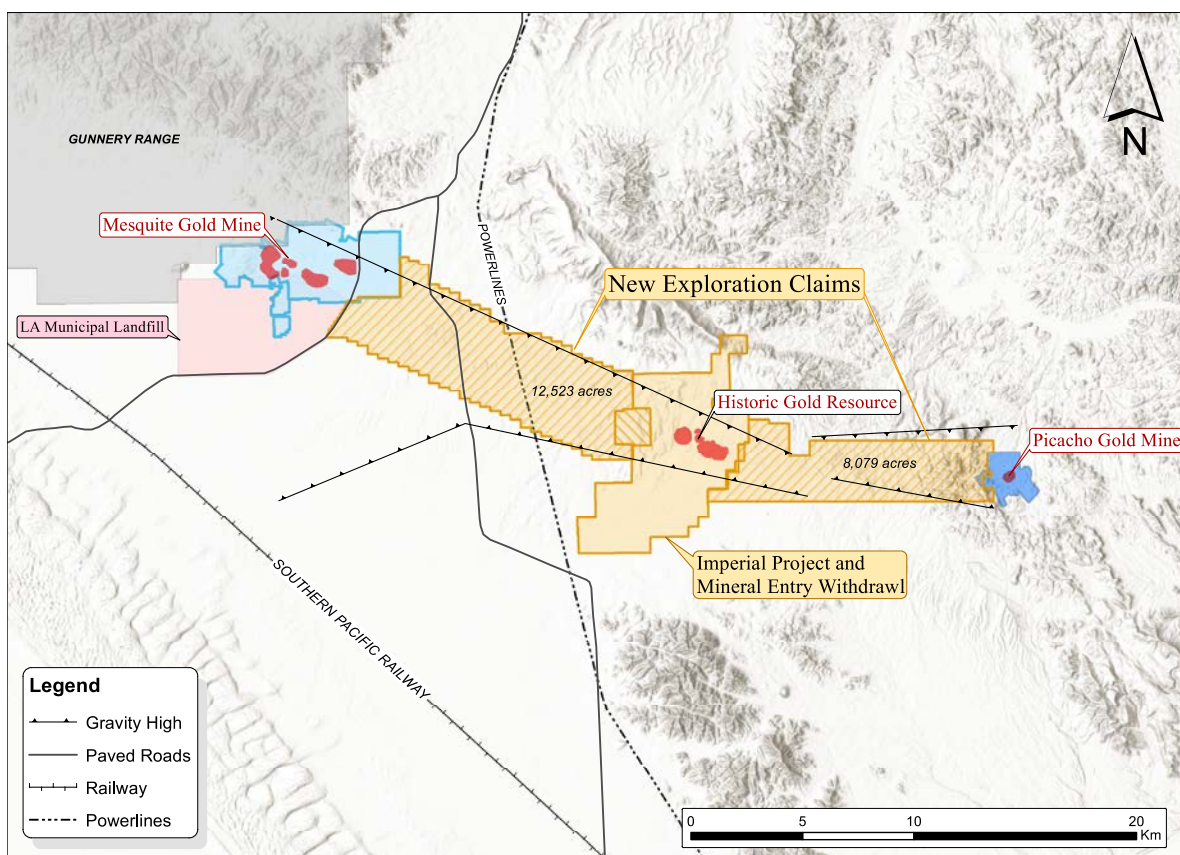 GUNNERY RANGE
N
Mesquite Gold Mine
POWERLINES
New Exploration Claims
LA Municipal Landfill
12,523 acres
Historic Gold Resource
Picacho Gold Mine
8,079 acres
Imperial Project and
Mineral Entry Withdrawl
SOUTHERN PACIFIC RAILWAY
Legend
Gravity High
Paved Roads
Railway
Powerlines
0 5 10 20
Km